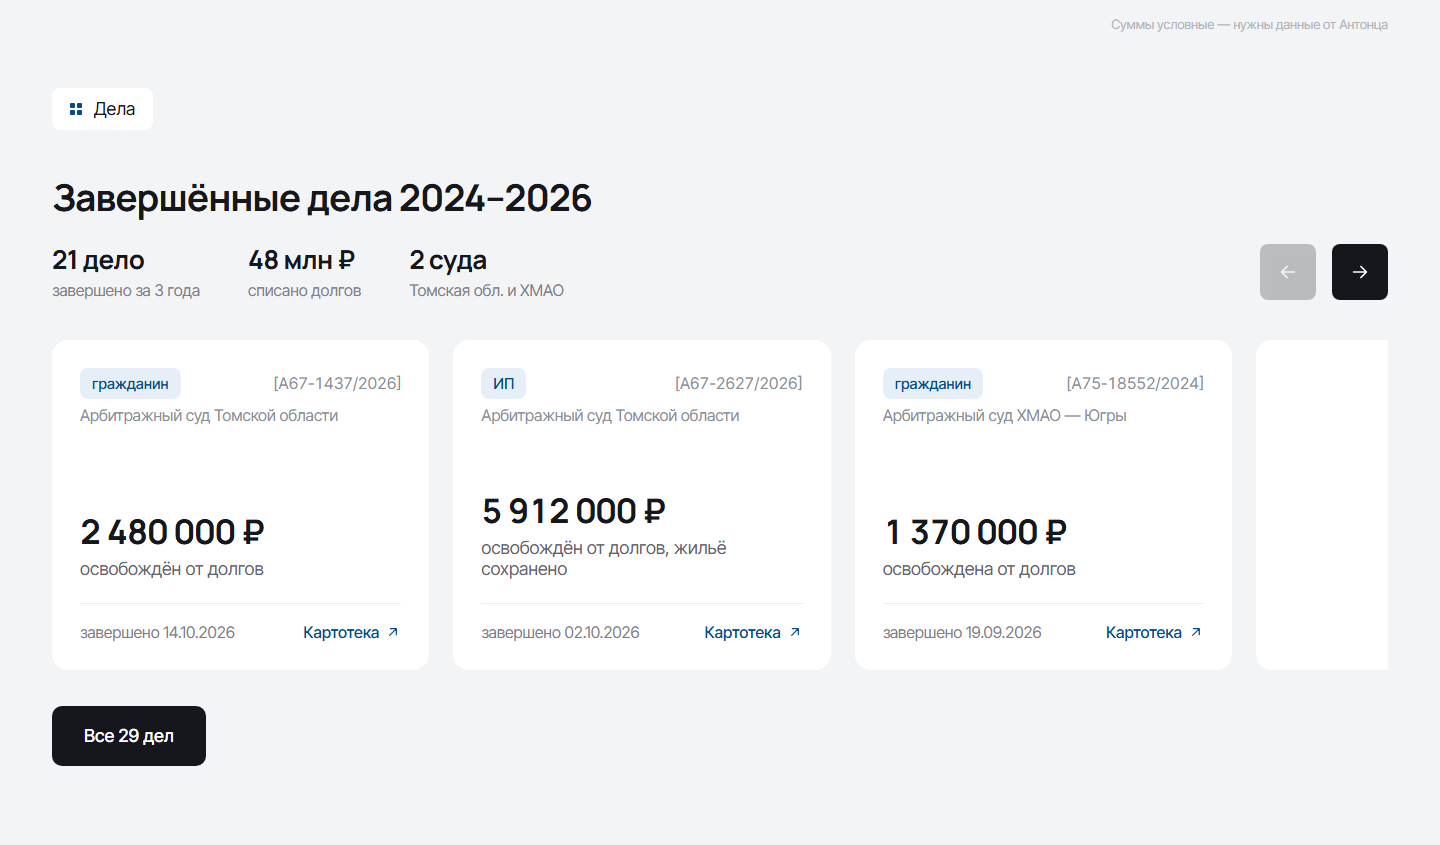 Суммы условные — нужны данные от Антонца
Дела
Завершённые дела 2024–2026
21 дело
завершено за 3 года
48 млн ₽
списано долгов
2 суда
Томская обл. и ХМАО
гражданин
[А67-1437/2026]
Арбитражный суд Томской области
2 480 000 ₽
освобождён от долгов
завершено 14.10.2026
Картотека
ИП
[А67-2627/2026]
Арбитражный суд Томской области
5 912 000 ₽
освобождён от долгов, жильё
сохранено
завершено 02.10.2026
Картотека
гражданин
[А75-18552/2024]
Арбитражный суд ХМАО — Югры
1 370 000 ₽
освобождена от долгов
завершено 19.09.2026
Картотека
Все 29 дел